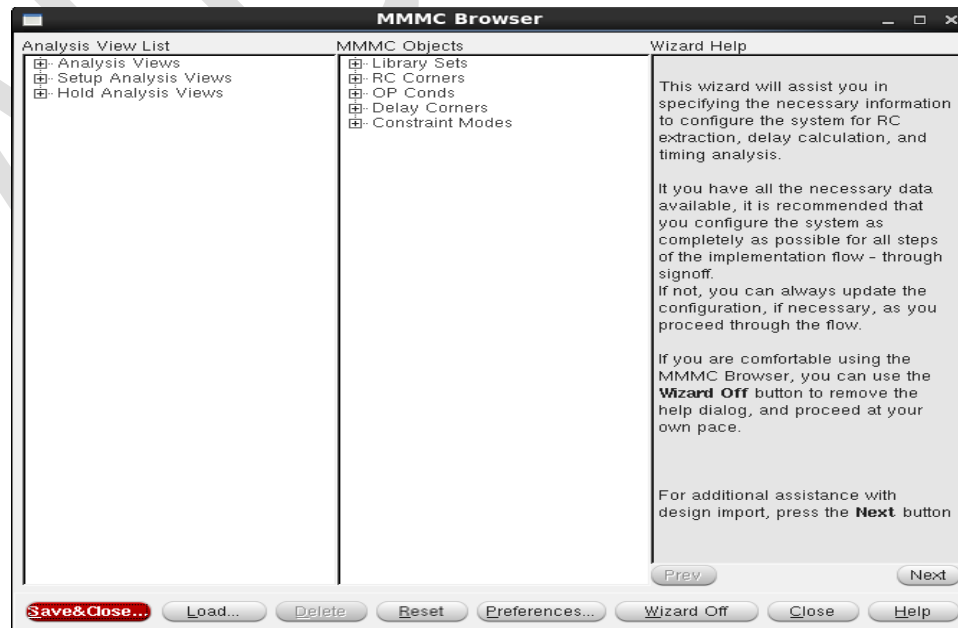 MMMC Browser
Analysis View List
Analysis Views
Setup Analysis Views
Hold Analysis Views
MMMC Objects
Library Sets
RC Corners
OP Conds
Delay Corners
Constraint Modes
Wizard Help
This wizard will assist you in
specifying the necessary information
to configure the system for RC
extraction, delay calculation, and
timing analysis.
It you have all the necessary data
available, it is recommended that
you configure the system as
completely as possible for all steps
of the implementation flow – through
signoff.
If not, you can always update the
configuration, if necessary, as you
proceed through the flow.
If you are comfortable using the
MMMC Browser, you can use the
Wizard Off button to remove the
help dialog, and proceed at your
own pace.
For additional assistance with
design import, press the Next button
Prev Next
Save&Close... Load... Delete Reset Preferences... Wizard Off Close Help